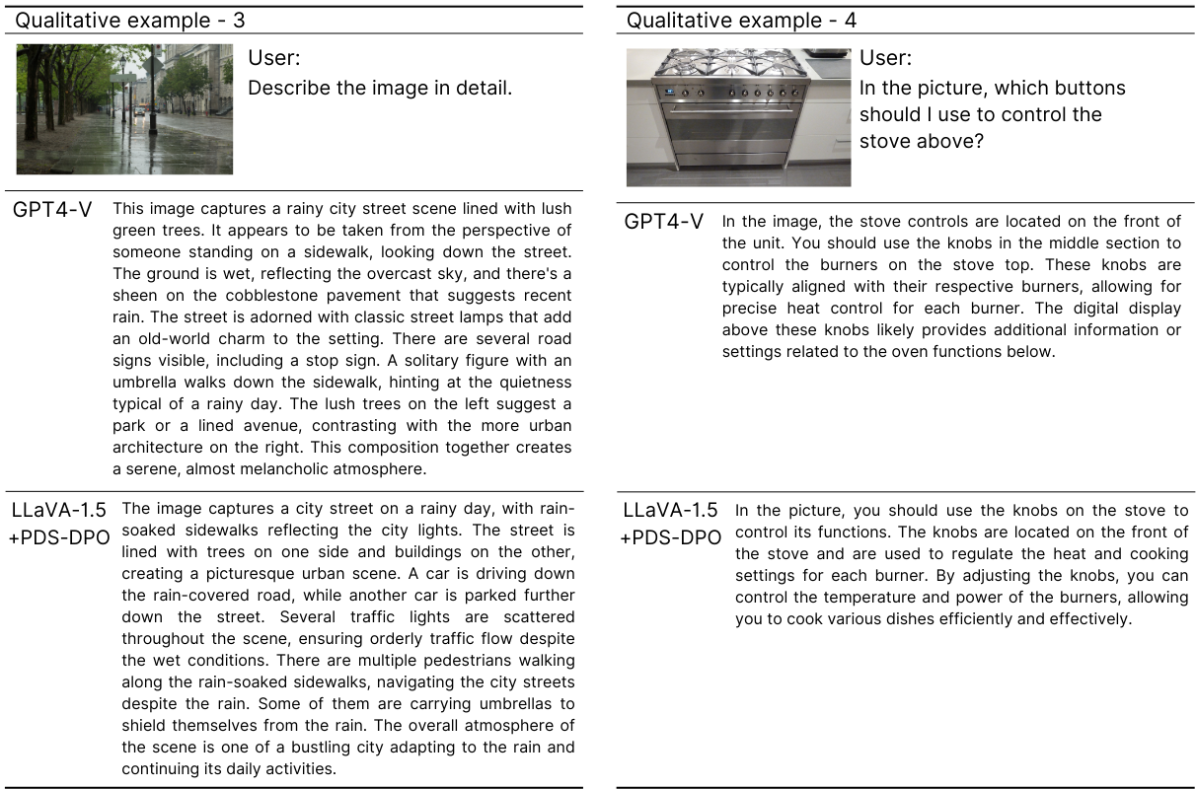 Qualitative example - 3
User:
Describe the image in detail.
GPT4-V
This image captures a rainy city street scene lined with lush
green trees. It appears to be taken from the perspective of
someone standing on a sidewalk, looking down the street.
The ground is wet, reflecting the overcast sky, and there's a
sheen on the cobblestone pavement that suggests recent
rain. The street is adorned with classic street lamps that add
an old-world charm to the setting. There are several road
signs visible, including a stop sign. A solitary figure with an
umbrella walks down the sidewalk, hinting at the quietness
typical of a rainy day. The lush trees on the left suggest a
park or a lined avenue, contrasting with the more urban
architecture on the right. This composition together creates
a serene, almost melancholic atmosphere.
LLaVA-1.5
+PDS-DPO
The image captures a city street on a rainy day, with rain-
soaked sidewalks reflecting the city lights. The street is
lined with trees on one side and buildings on the other,
creating a picturesque urban scene. A car is driving down
the rain-covered road, while another car is parked further
down the street. Several traffic lights are scattered
throughout the scene, ensuring orderly traffic flow despite
the wet conditions. There are multiple pedestrians walking
along the rain-soaked sidewalks, navigating the city streets
despite the rain. Some of them are carrying umbrellas to
shield themselves from the rain. The overall atmosphere of
the scene is one of a bustling city adapting to the rain and
continuing its daily activities.
Qualitative example - 4
User:
In the picture, which buttons
should I use to control the
stove above?
GPT4-V
In the image, the stove controls are located on the front of
the unit. You should use the knobs in the middle section to
control the burners on the stove top. These knobs are
typically aligned with their respective burners, allowing for
precise heat control for each burner. The digital display
above these knobs likely provides additional information or
settings related to the oven functions below.
LLaVA-1.5
+PDS-DPO
In the picture, you should use the knobs on the stove to
control its functions. The knobs are located on the front of
the stove and are used to regulate the heat and cooking
settings for each burner. By adjusting the knobs, you can
control the temperature and power of the burners, allowing
you to cook various dishes efficiently and effectively.